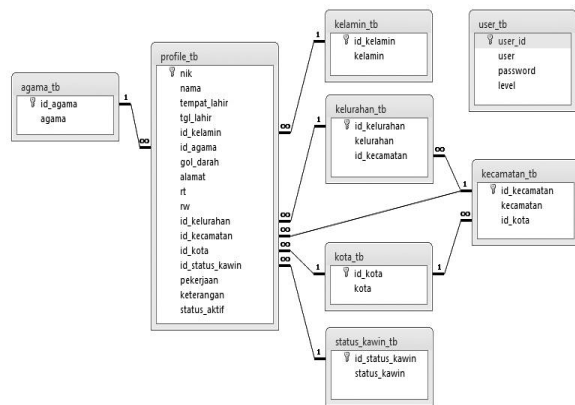 agama_tb
id_agama
agama
profile_tb
nik
nama
tempat_lahir
tgl_lahir
id_kelamin
id_agama
gol_darah
alamat
rt
rw
id_kelurahan
id_kecamatan
id_kota
id_status_kawin
pekerjaan
keterangan
status_aktif
kelamin_tb
id_kelamin
kelamin
kelurahan_tb
id_kelurahan
kelurahan
id_kecamatan
kota_tb
id_kota
kota
status_kawin_tb
id_status_kawin
status_kawin
user_tb
user_id
user
password
level
kecamatan_tb
id_kecamatan
kecamatan
id_kota
1
∞
1
∞
1
∞
∞
1
∞
∞
∞
∞
1
1
1
∞
1